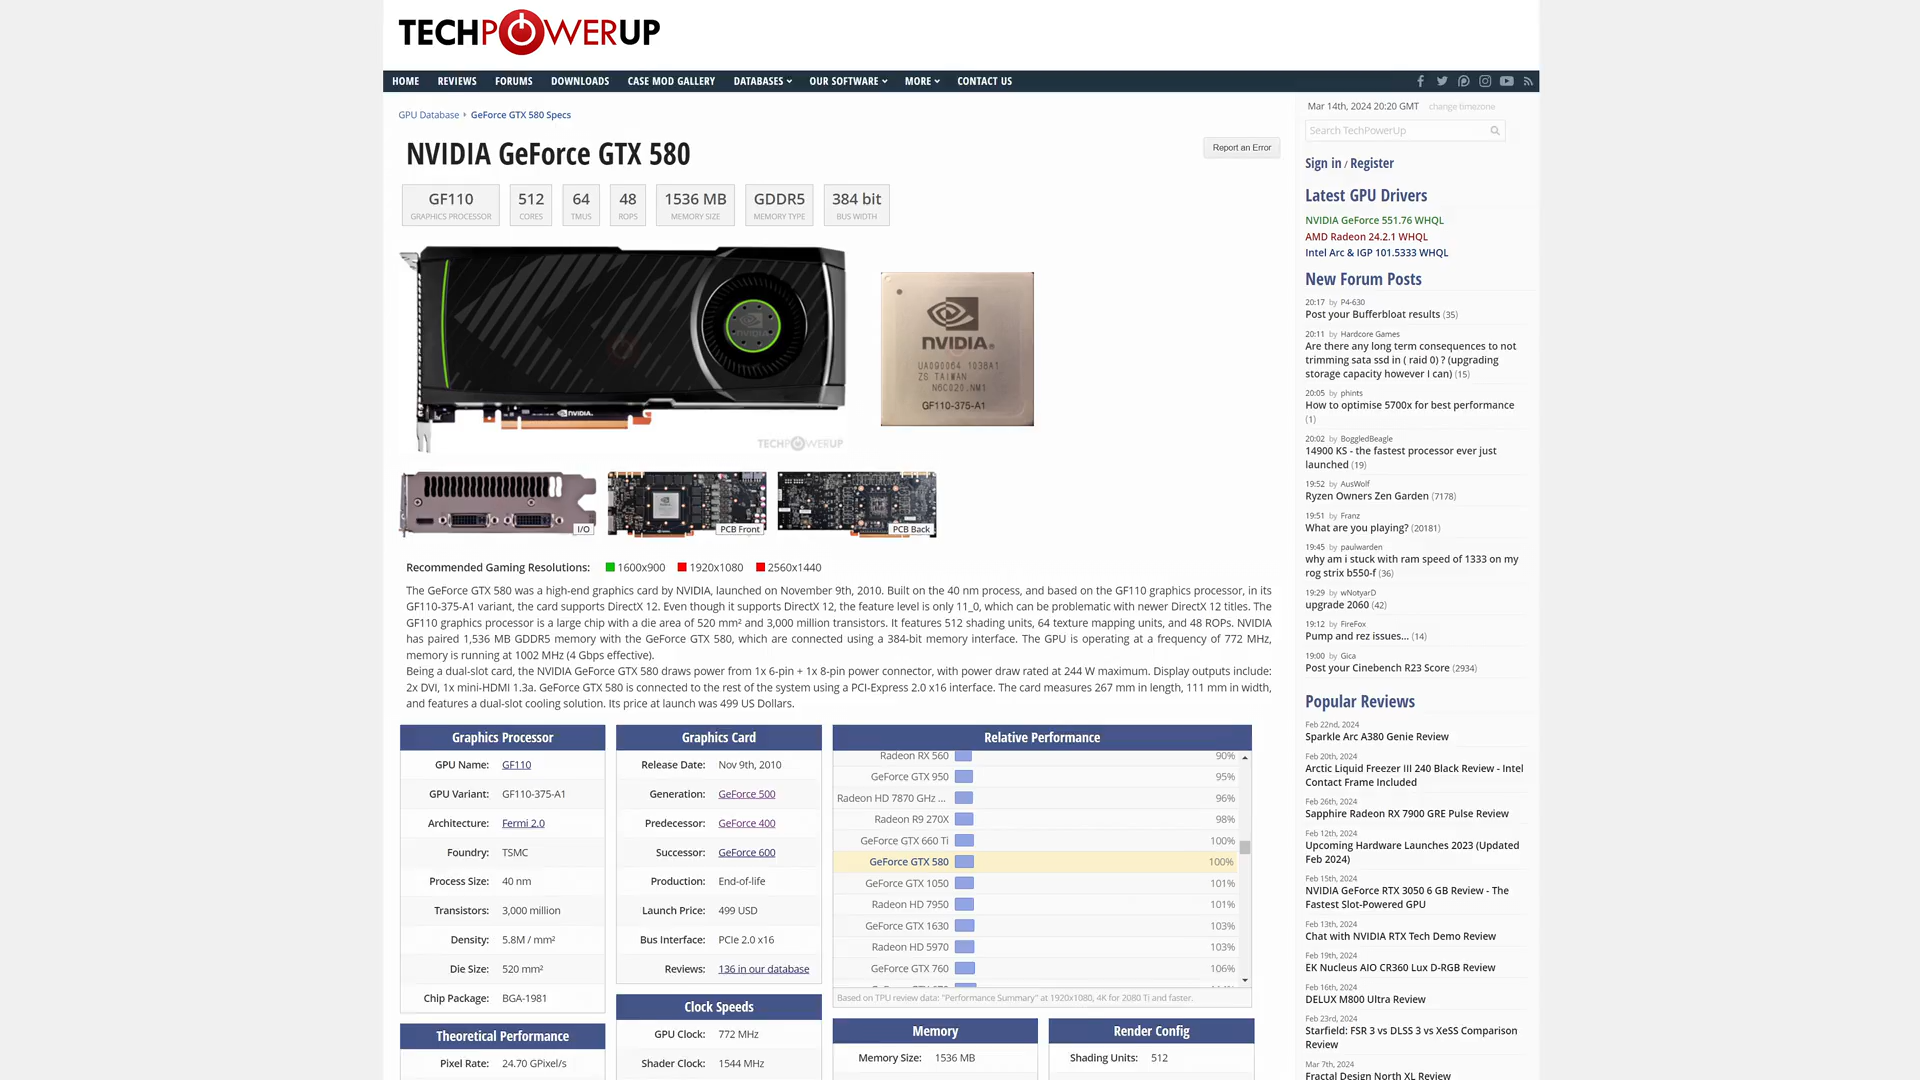 TECHPOWERUP
HOME REVIEWS FORUMS DOWNLOADS CASE MOD GALLERY DATABASES OUR SOFTWARE MORE CONTACT US
GPU Database GeForce GTX 580 Specs
NVIDIA GeForce GTX 580
Report an Error
GF110 512 64 48 1536 MB GDDR5 384 bit
GRAPHICS PROCESSOR CORES TMUS ROPS MEMORY SIZE MEMORY TYPE BUS WIDTH
NVIDIA
NVIDIA.
TECHPOWERUP
NVIDIA.
ZS TAIWAN
N6C020.NM1
GF110-375-A1
I/O
PCB Front
PCB Back
Recommended Gaming Resolutions: 1600x900 1920x1080 2560x1440
The GeForce GTX 580 was a high-end graphics card by NVIDIA, launched on November 9th, 2010. Built on the 40 nm process, and based on the GF110 graphics processor, in its
GF110-375-A1 variant, the card supports DirectX 12. Even though it supports DirectX 12, the feature level is only 11_0, which can be problematic with newer DirectX 12 titles. The
GF110 graphics processor is a large chip with a die area of 520 mm² and 3,000 million transistors. It features 512 shading units, 64 texture mapping units, and 48 ROPs. NVIDIA
has paired 1,536 MB GDDR5 memory with the GeForce GTX 580, which are connected using a 384-bit memory interface. The GPU is operating at a frequency of 772 MHz,
memory is running at 1002 MHz (4 Gbps effective).
Being a dual-slot card, the NVIDIA GeForce GTX 580 draws power from 1x 6-pin + 1x 8-pin power connector, with power draw rated at 244 W maximum. Display outputs include:
2x DVI, 1x mini-HDMI 1.3a. GeForce GTX 580 is connected to the rest of the system using a PCI-Express 2.0 x16 interface. The card measures 267 mm in length, 111 mm in width,
and features a dual-slot cooling solution. Its price at launch was 499 US Dollars.
Graphics Processor
GPU Name: GF110
GPU Variant: GF110-375-A1
Architecture: Fermi 2.0
Foundry: TSMC
Process Size: 40 nm
Transistors: 3,000 million
Density: 5.8M / mm²
Die Size: 520 mm²
Chip Package: BGA-1981
Theoretical Performance
Pixel Rate: 24.70 GPixel/s
Graphics Card
Release Date: Nov 9th, 2010
Generation: GeForce 500
Predecessor: GeForce 400
Successor: GeForce 600
Production: End-of-life
Launch Price: 499 USD
Bus Interface: PCIe 2.0 x16
Reviews: 136 in our database
Clock Speeds
GPU Clock: 772 MHz
Shader Clock: 1544 MHz
Relative Performance
Radeon RX 560 90%
GeForce GTX 950 95%
Radeon HD 7870 GHz ... 96%
Radeon R9 270X 98%
GeForce GTX 660 Ti 100%
GeForce GTX 580 100%
GeForce GTX 1050 101%
Radeon HD 7950 101%
GeForce GTX 1630 103%
Radeon HD 5970 103%
GeForce GTX 760 106%
Based on TPU review data: "Performance Summary" at 1920x1080, 4K for 2080 Ti and faster.
Memory
Memory Size: 1536 MB
Render Config
Shading Units: 512
Mar 14th, 2024 20:20 GMT change timezone
Search TechPowerUp
Sign in / Register
Latest GPU Drivers
NVIDIA GeForce 551.76 WHQL
AMD Radeon 24.2.1 WHQL
Intel Arc & IGP 101.5333 WHQL
New Forum Posts
20:17 by P4-630
Post your Bufferbloat results (35)
20:11 by Hardcore Games
Are there any long term consequences to not
trimming sata ssd in ( raid 0) ? (upgrading
storage capacity however I can) (15)
20:05 by phints
How to optimise 5700x for best performance
(1)
20:02 by BoggledBeagle
14900 KS - the fastest processor ever just
launched (19)
19:52 by AusWolf
Ryzen Owners Zen Garden (7178)
19:51 by Franz
What are you playing? (20181)
19:45 by paulwarden
why am i stuck with ram speed of 1333 on my
rog strix b550-f (36)
19:29 by wNotyarD
upgrade 2060 (42)
19:12 by FireFox
Pump and rez issues... (14)
19:00 by Gica
Post your Cinebench R23 Score (2934)
Popular Reviews
Feb 22nd, 2024
Sparkle Arc A380 Genie Review
Feb 20th, 2024
Arctic Liquid Freezer III 240 Black Review - Intel
Contact Frame Included
Feb 26th, 2024
Sapphire Radeon RX 7900 GRE Pulse Review
Feb 12th, 2024
Upcoming Hardware Launches 2023 (Updated
Feb 2024)
Feb 15th, 2024
NVIDIA GeForce RTX 3050 6 GB Review - The
Fastest Slot-Powered GPU
Feb 13th, 2024
Chat with NVIDIA RTX Tech Demo Review
Feb 19th, 2024
EK Nucleus AIO CR360 Lux D-RGB Review
Feb 16th, 2024
DELUX M800 Ultra Review
Feb 23rd, 2024
Starfield: FSR 3 vs DLSS 3 vs XeSS Comparison
Review
Mar 7th, 2024
Fractal Design North XL Review